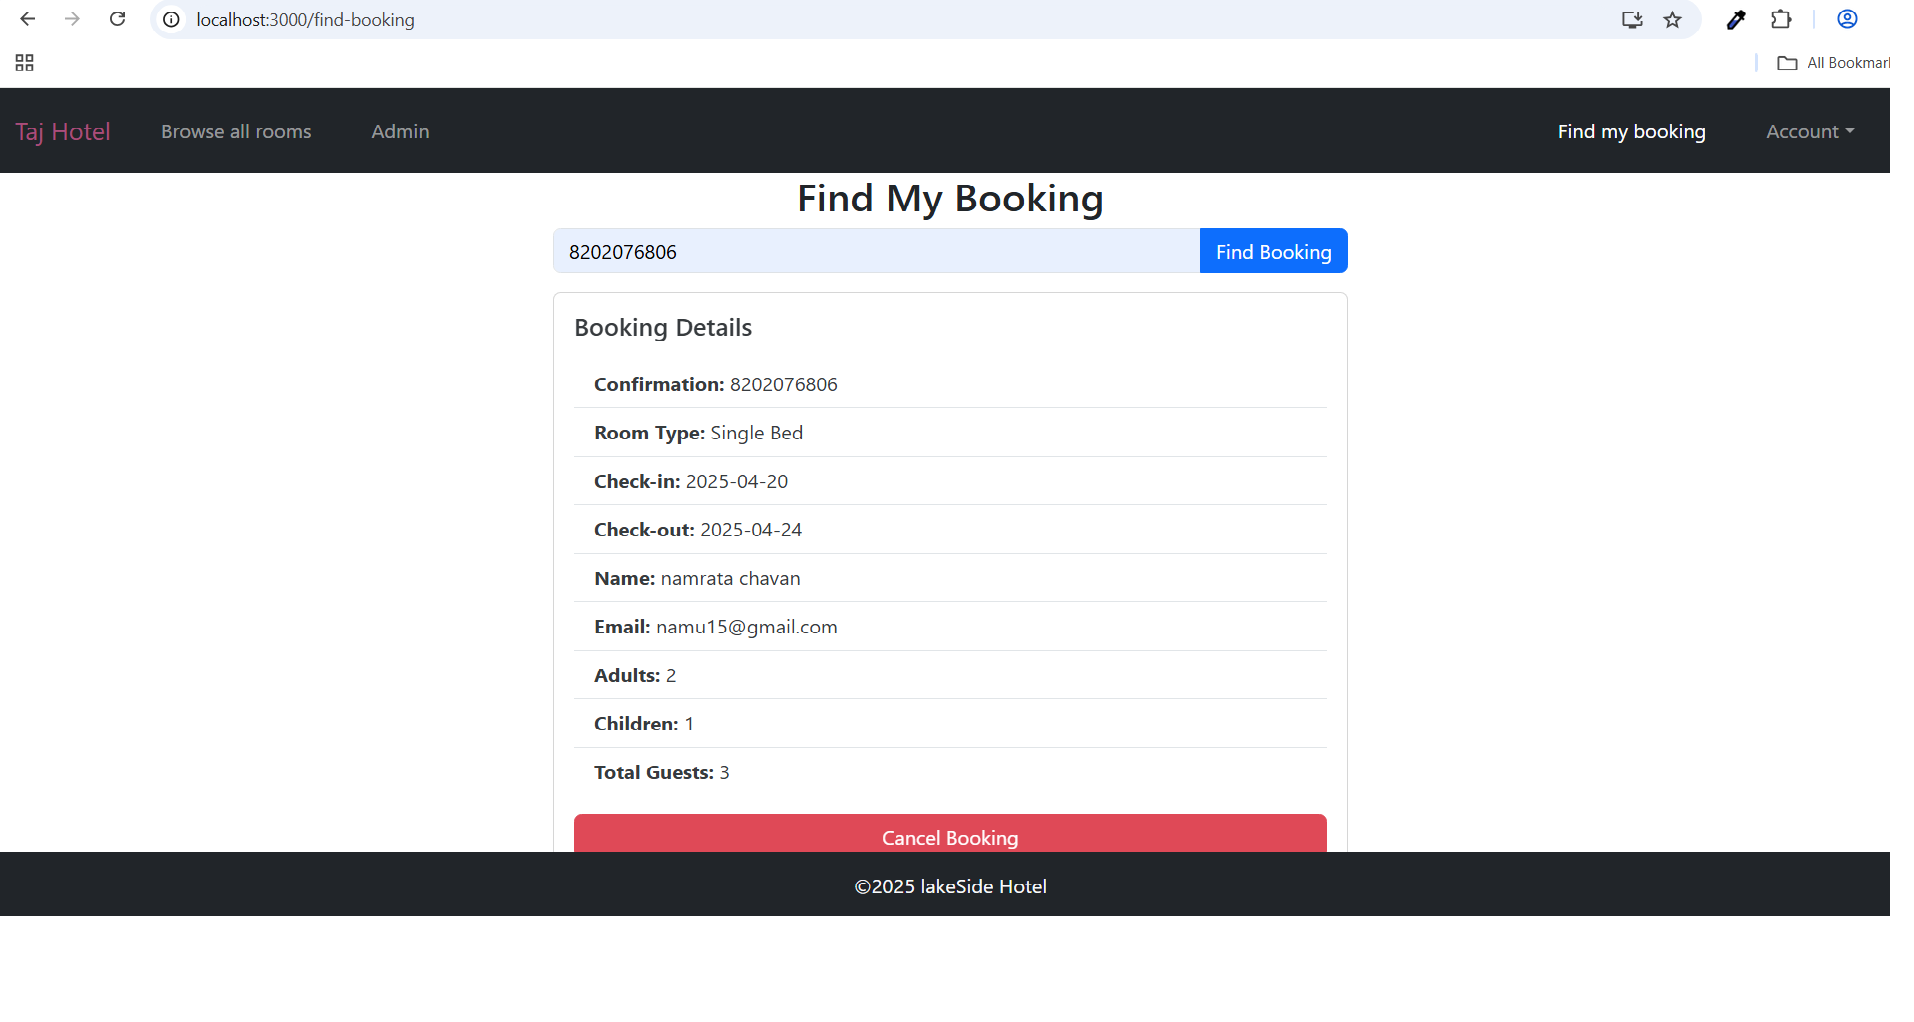 localhost:3000/find-booking
All Bookmar
Taj Hotel Browse all rooms Admin Find my booking Account
Find My Booking
8202076806 Find Booking
Booking Details
Confirmation: 8202076806
Room Type: Single Bed
Check-in: 2025-04-20
Check-out: 2025-04-24
Name: namrata chavan
Email: namu15@gmail.com
Adults: 2
Children: 1
Total Guests: 3
Cancel Booking
©2025 lakeSide Hotel